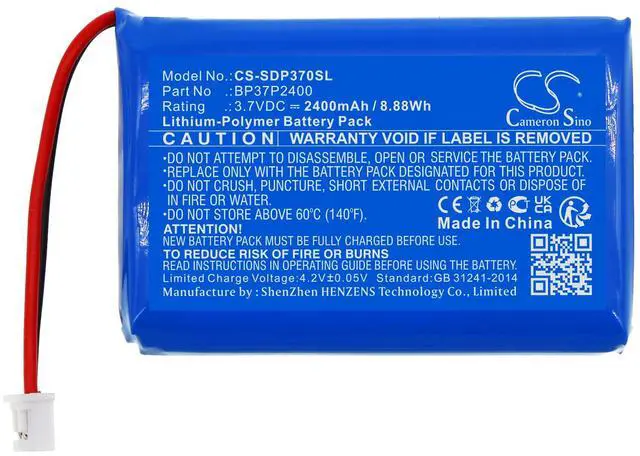 Model No.: CS-SDP370SL
Part No : BP37P2400
Rating : 3.7VDC ⎓ 2400mAh / 8.88Wh
Lithium-Polymer Battery Pack
CS
Cameron Sino
CAUTION WARRANTY VOID IF LABEL IS REMOVED
•DO NOT ATTEMPT TO DISASSEMBLE, OPEN OR SERVICE THE BATTERY PACK.
•REPLACE ONLY WITH THE BATTERY DESIGNATED FOR THIS PRODUCT.
•DO NOT CRUSH, PUNCTURE, SHORT EXTERNAL CONTACTS OR DISPOSE OF
IN FIRE OR WATER.
•DO NOT STORE ABOVE 60°C (140°F).
CE UK CA
Made In China
ATTENTION!
NEW BATTERY PACK MUST BE FULLY CHARGED BEFORE USE.
TO REDUCE RISK OF FIRE OR BURNS
FOLLOW INSTRUCTIONS IN OPERATING GUIDE BEFORE USING BATTERY.
Limited Charge Voltage:4.2V±0.05V Standard:GB 31241-2014
Manufacture by : ShenZhen HENZENS Technology Co., Limited